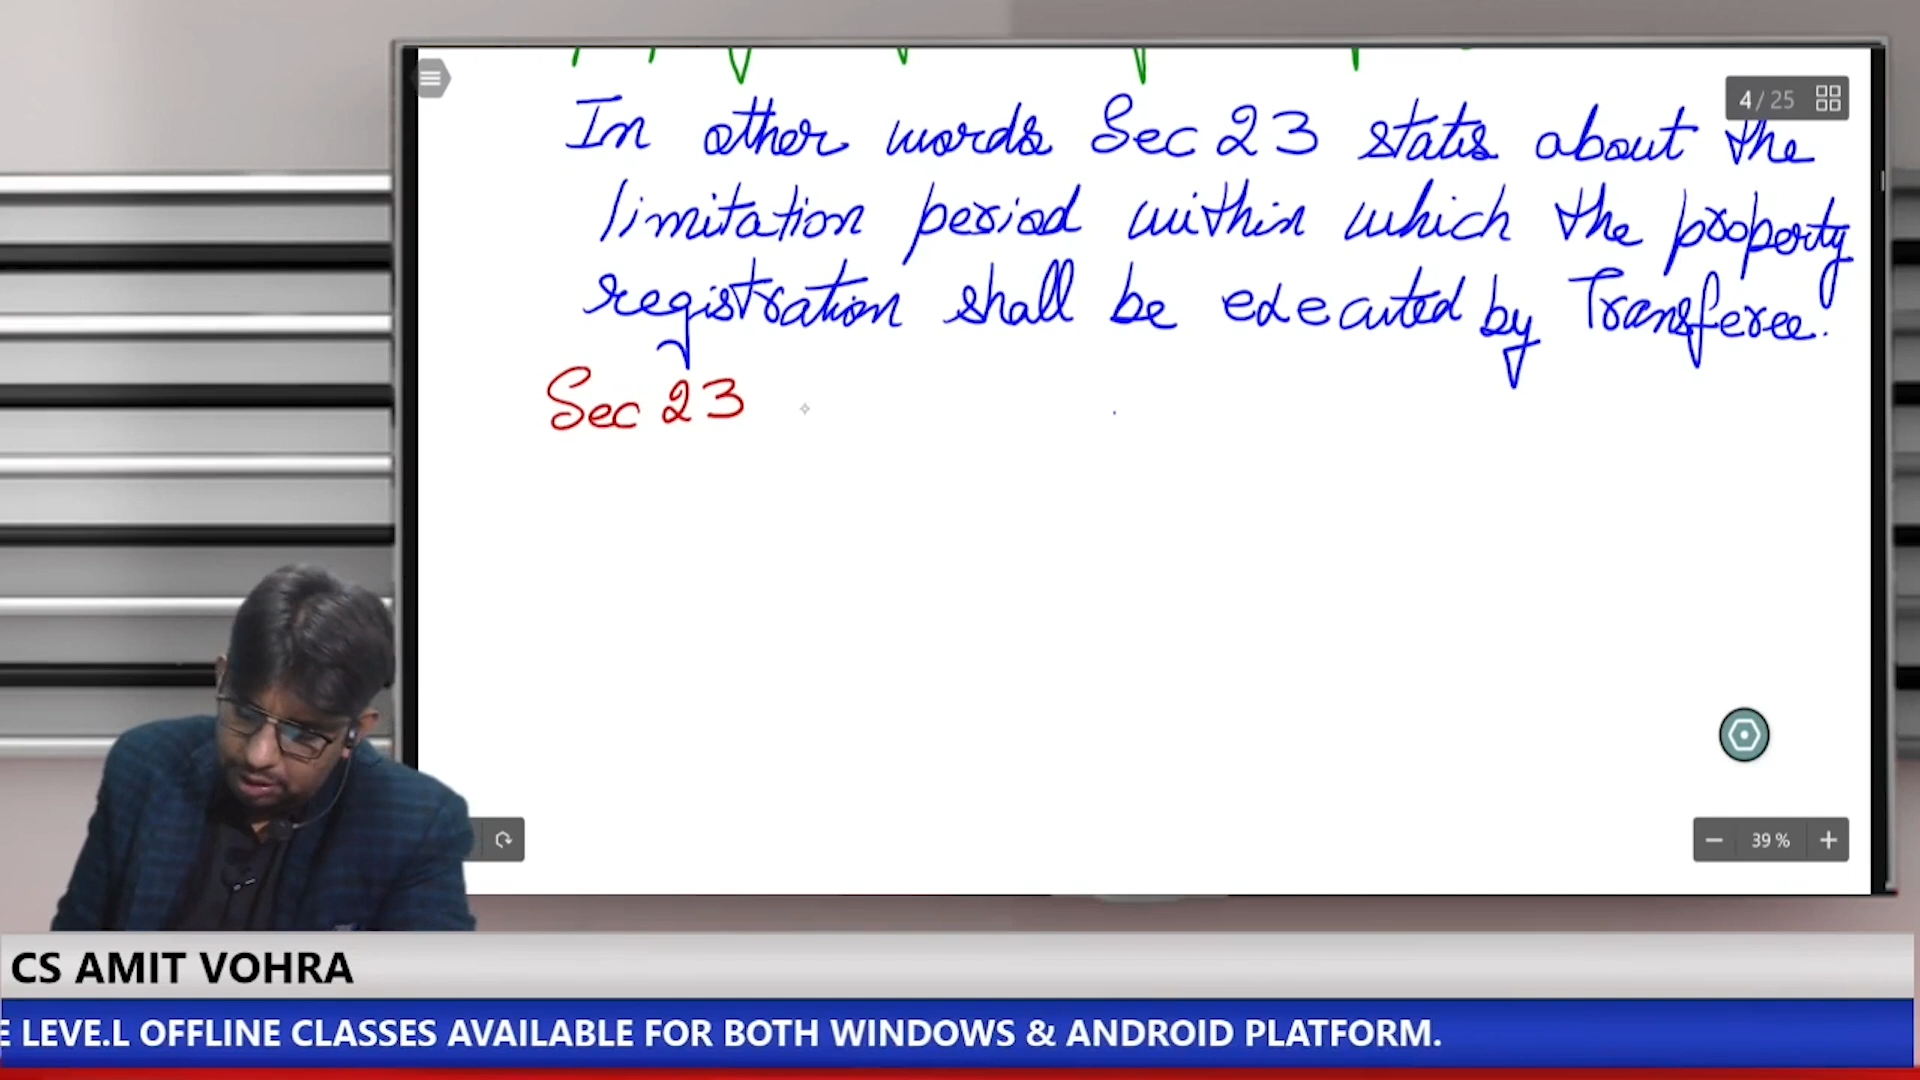 4 / 25
In other words Sec 23 states about the
limitation period within which the property
registration shall be executed by Transferee.
Sec 23
39 %
CS AMIT VOHRA
E LEVE.L OFFLINE CLASSES AVAILABLE FOR BOTH WINDOWS & ANDROID PLATFORM.